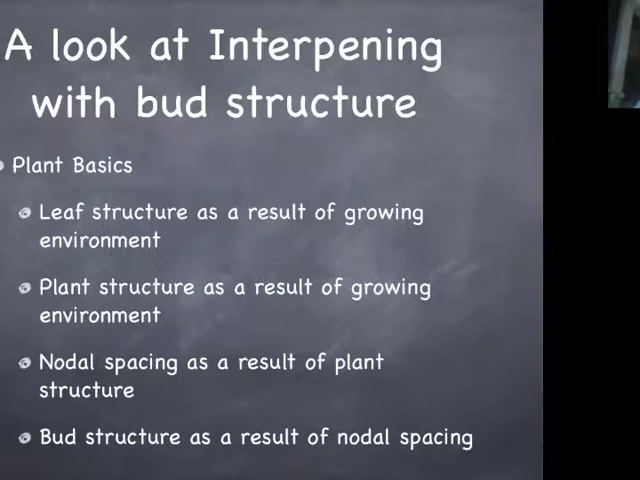 A look at Interpening
with bud structure
Plant Basics
Leaf structure as a result of growing
environment
Plant structure as a result of growing
environment
Nodal spacing as a result of plant
structure
Bud structure as a result of nodal spacing